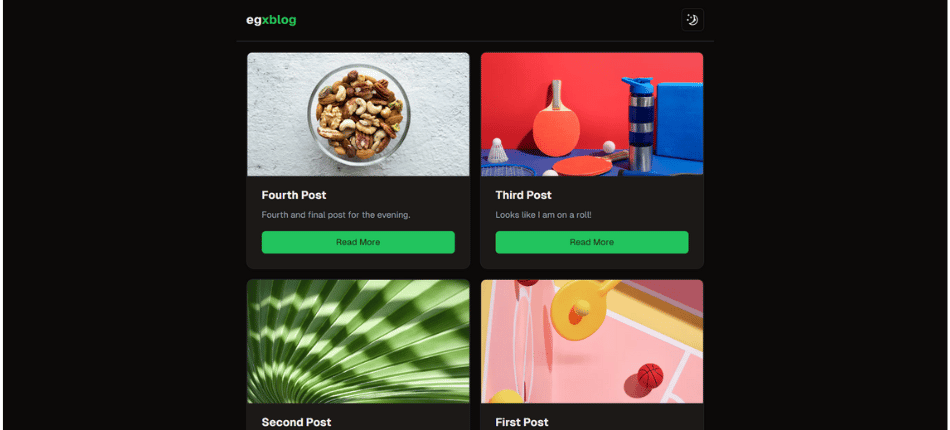 egxblog
Fourth Post
Fourth and final post for the evening.
Read More
Third Post
Looks like I am on a roll!
Read More
Second Post
First Post